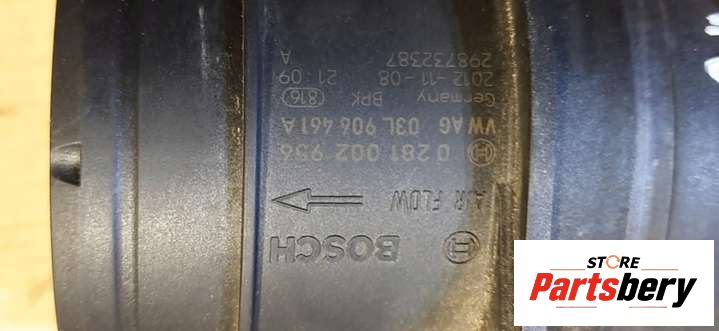 BOSCH
AIR FLOW
0 281 002 956
VW AG 03L 906 461 A
816 BPK Germany
21:09 2012-11-08
A 298732387
STORE
Partsbery